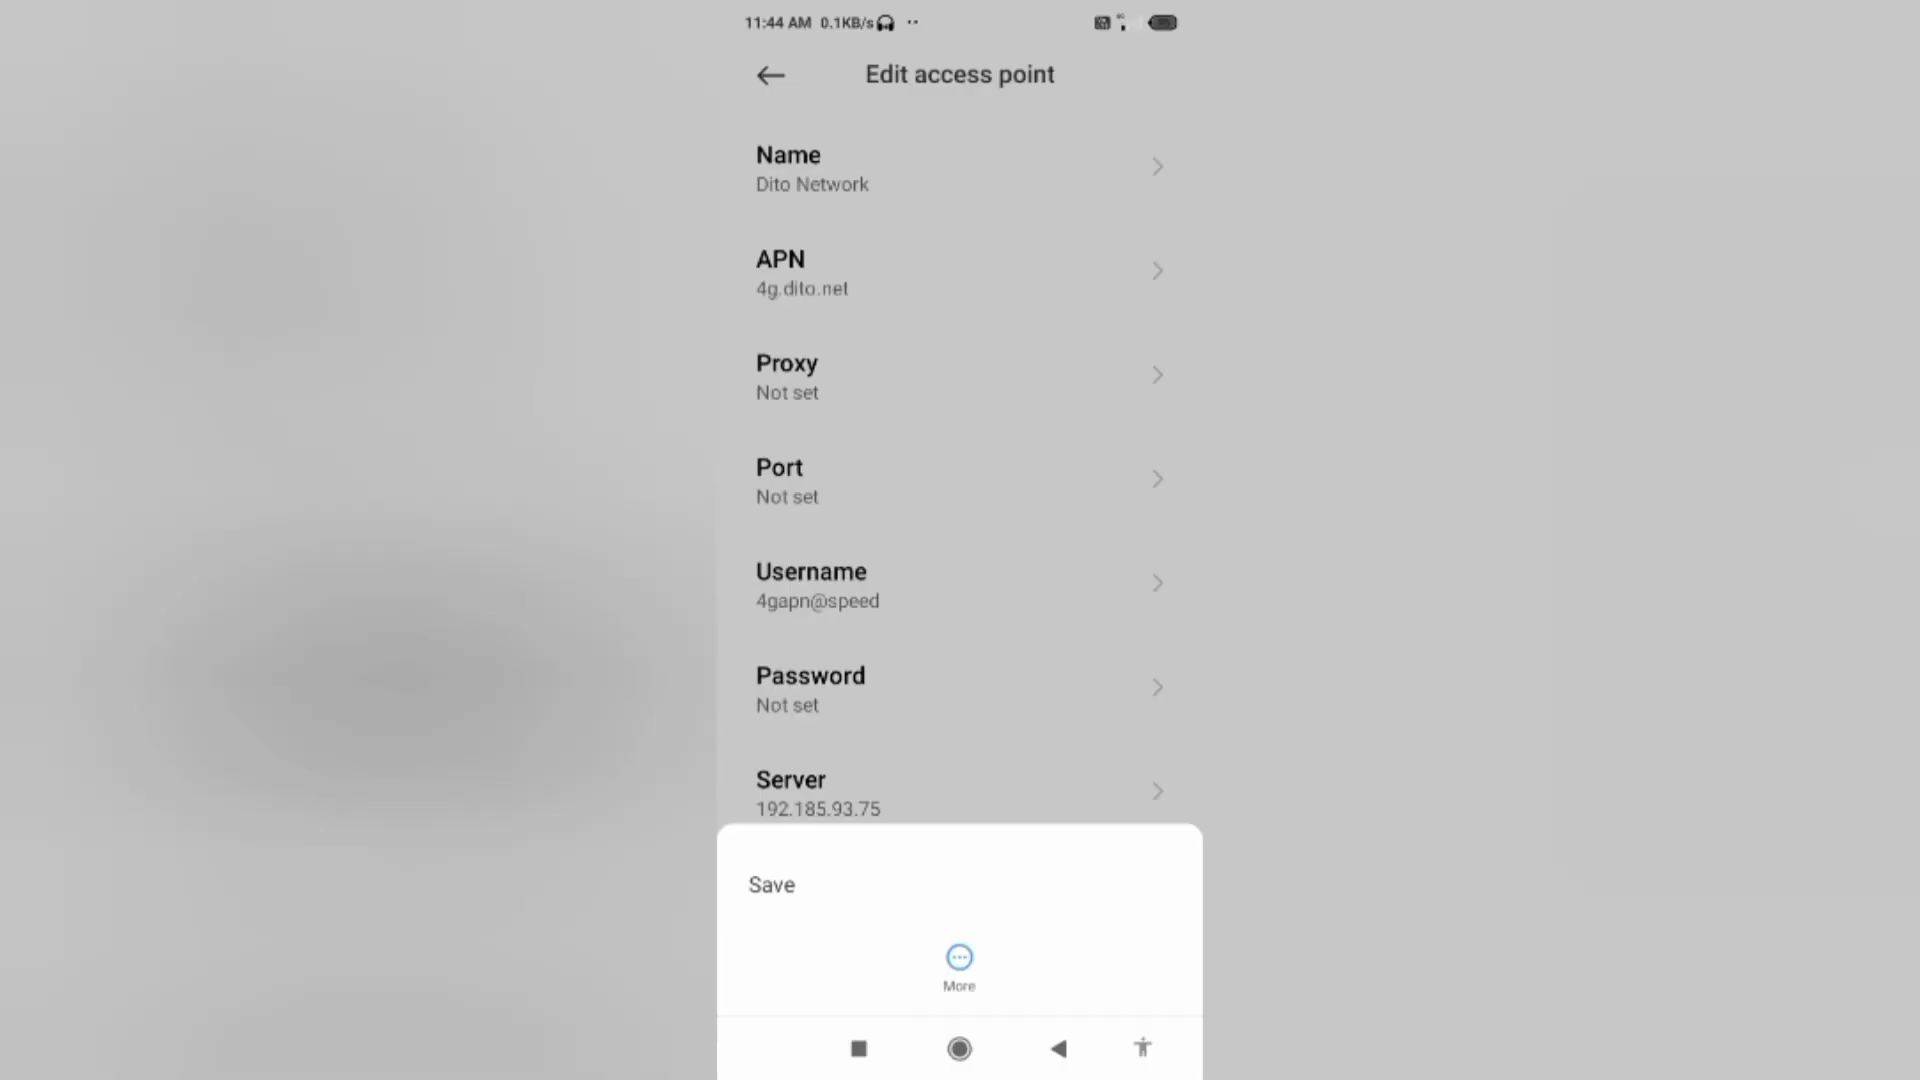 11:44 AM 0.1KB/s
Edit access point
Name
Dito Network
APN
4g.dito.net
Proxy
Not set
Port
Not set
Username
4gapn@speed
Password
Not set
Server
192.185.93.75
Save
More